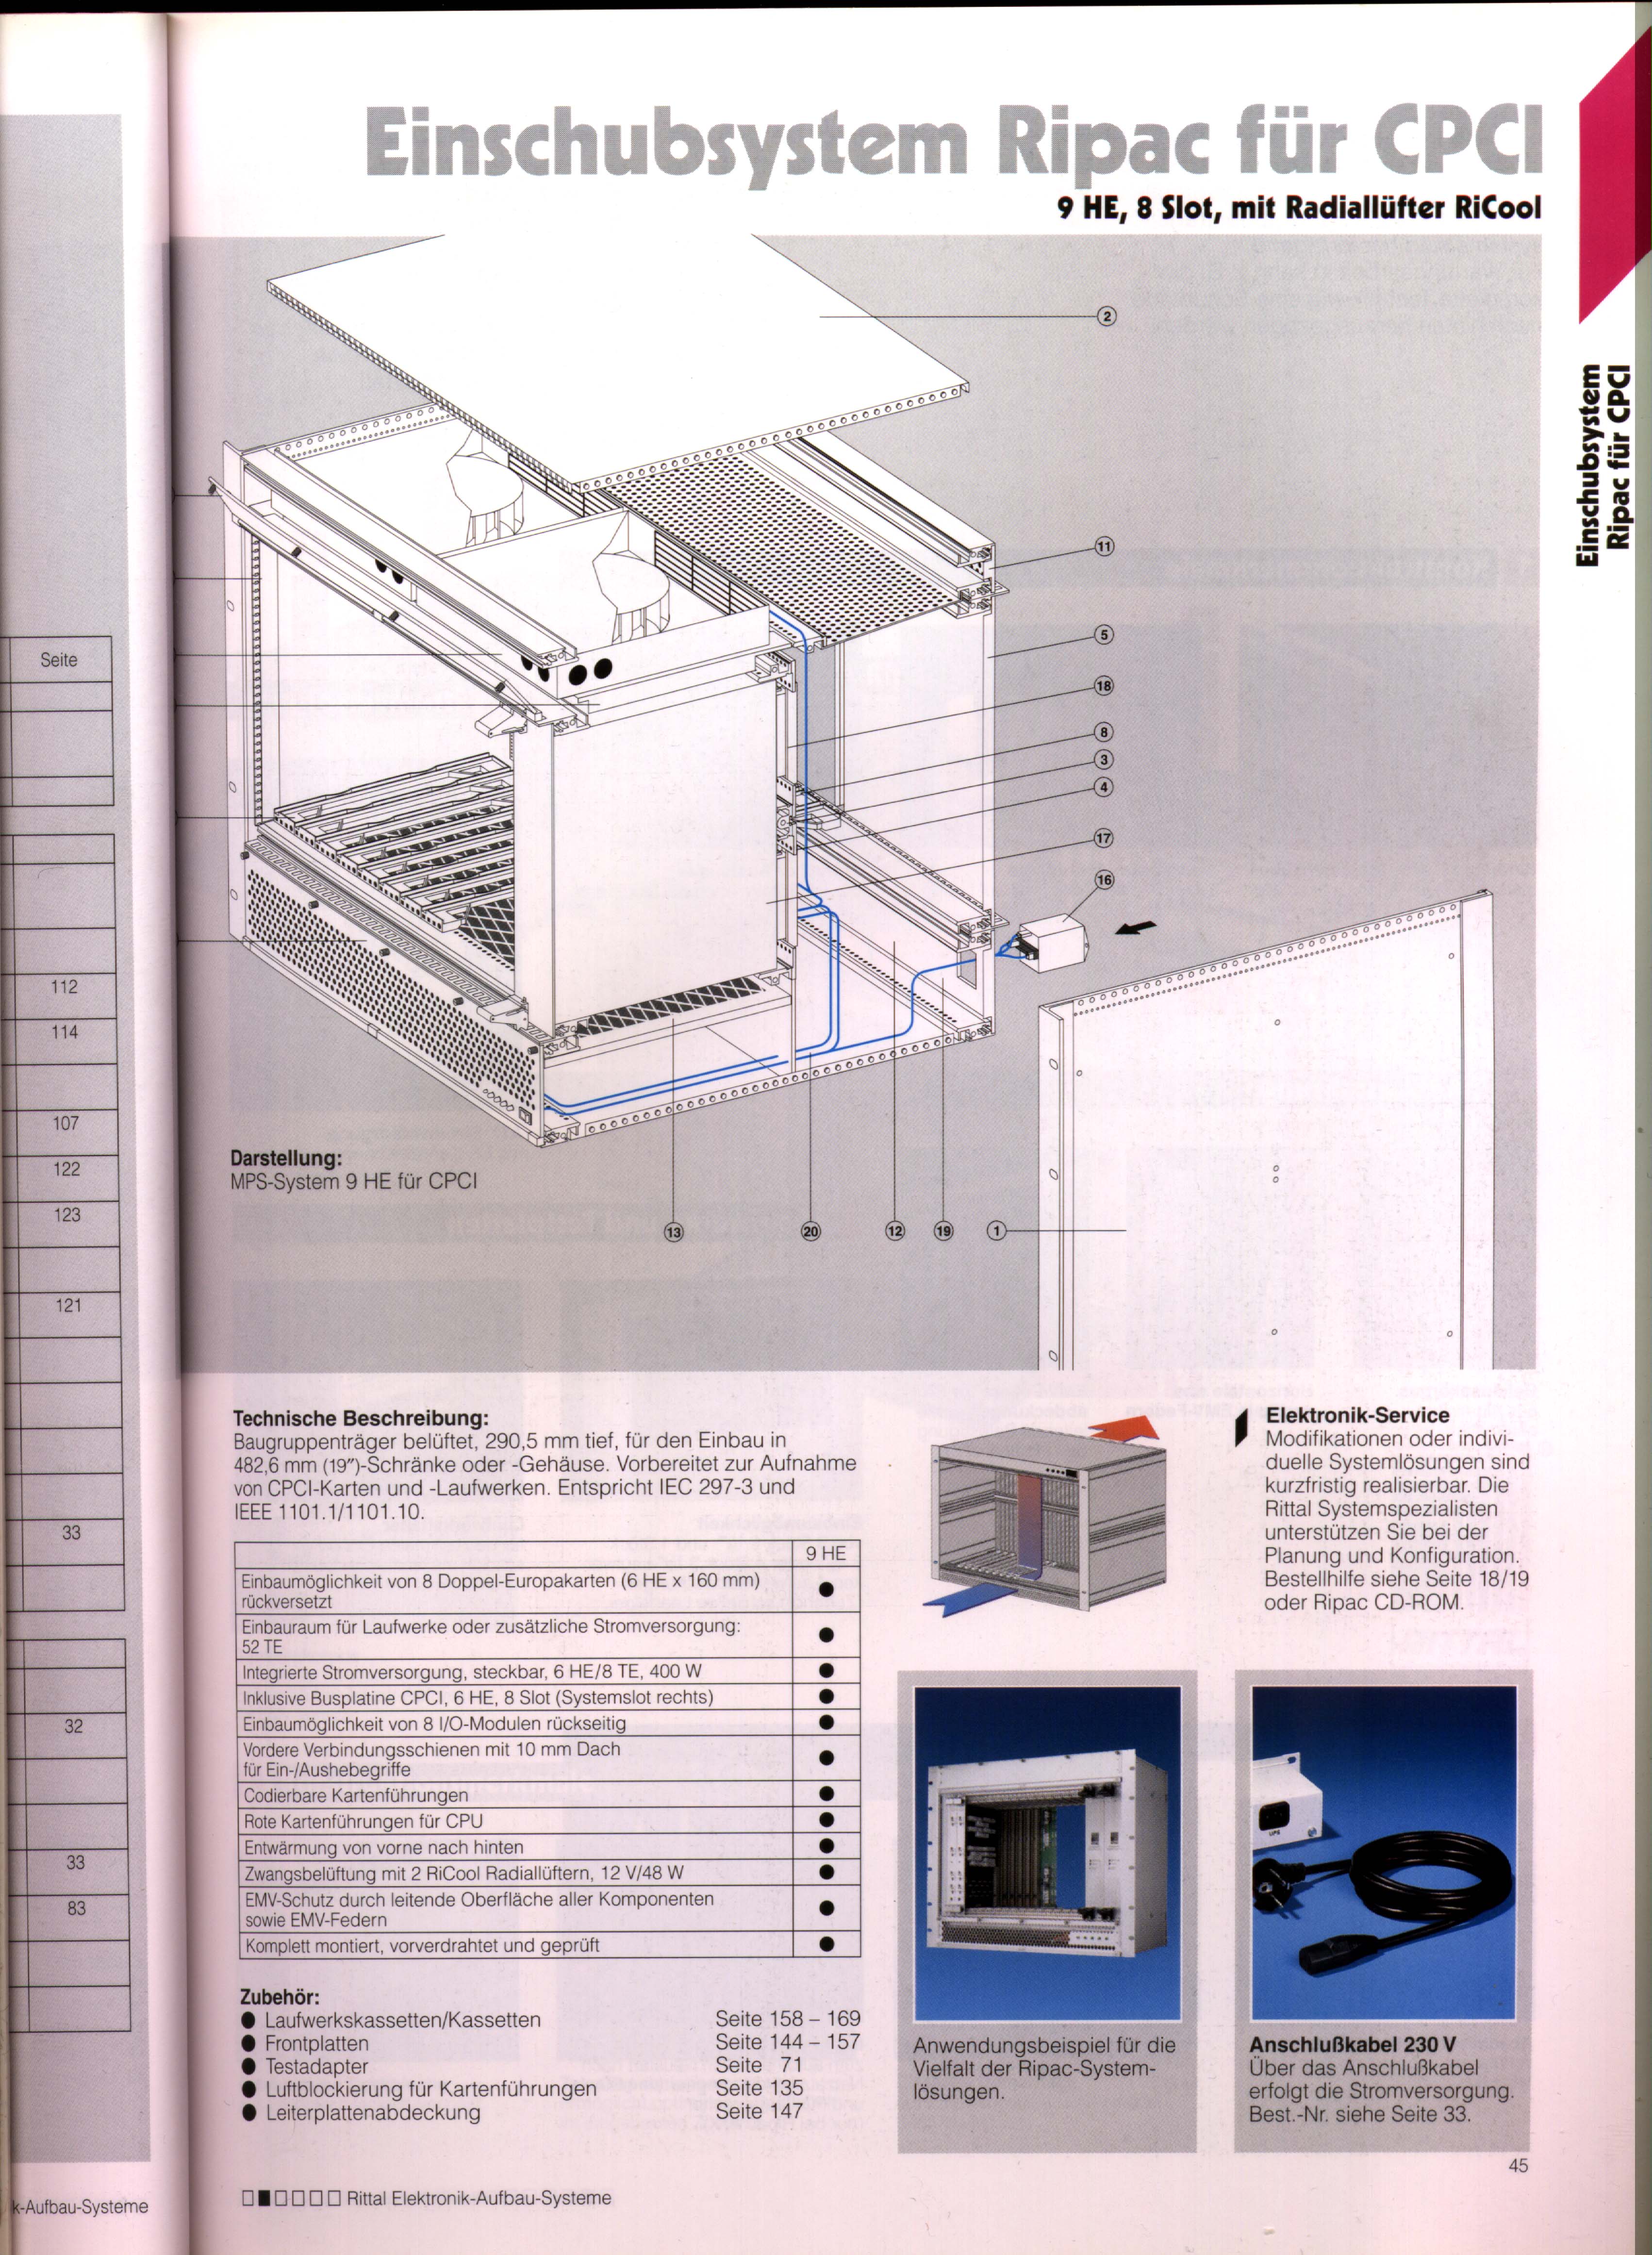 Seite
112
114
107
122
123
121
33
32
33
83
k-Aufbau-Systeme
Einschubsystem Ripac für CPCI
9 HE, 8 Slot, mit Radiallüfter RiCool
Einschubsystem
Ripac für CPCI
2
11
5
18
8
3
4
17
16
Darstellung:
MPS-System 9 HE für CPCI
13
20
12
19
1
Technische Beschreibung:
Baugruppenträger belüftet, 290,5 mm tief, für den Einbau in
482,6 mm (19″)-Schränke oder -Gehäuse. Vorbereitet zur Aufnahme
von CPCI-Karten und -Laufwerken. Entspricht IEC 297-3 und
IEEE 1101.1/1101.10.
9 HE
Einbaumöglichkeit von 8 Doppel-Europakarten (6 HE x 160 mm)
rückversetzt ●
Einbauraum für Laufwerke oder zusätzliche Stromversorgung:
52 TE ●
Integrierte Stromversorgung, steckbar, 6 HE/8 TE, 400 W ●
Inklusive Busplatine CPCI, 6 HE, 8 Slot (Systemslot rechts) ●
Einbaumöglichkeit von 8 I/O-Modulen rückseitig ●
Vordere Verbindungsschienen mit 10 mm Dach
für Ein-/Aushebegriffe ●
Codierbare Kartenführungen ●
Rote Kartenführungen für CPU ●
Entwärmung von vorne nach hinten ●
Zwangsbelüftung mit 2 RiCool Radiallüftern, 12 V/48 W ●
EMV-Schutz durch leitende Oberfläche aller Komponenten
sowie EMV-Federn ●
Komplett montiert, vorverdrahtet und geprüft ●
Zubehör:
● Laufwerkskassetten/Kassetten Seite 158 – 169
● Frontplatten Seite 144 – 157
● Testadapter Seite 71
● Luftblockierung für Kartenführungen Seite 135
● Leiterplattenabdeckung Seite 147
Elektronik-Service
Modifikationen oder indivi-
duelle Systemlösungen sind
kurzfristig realisierbar. Die
Rittal Systemspezialisten
unterstützen Sie bei der
Planung und Konfiguration.
Bestellhilfe siehe Seite 18/19
oder Ripac CD-ROM.
Anwendungsbeispiel für die
Vielfalt der Ripac-System-
lösungen.
Anschlußkabel 230 V
Über das Anschlußkabel
erfolgt die Stromversorgung.
Best.-Nr. siehe Seite 33.
45
Rittal Elektronik-Aufbau-Systeme